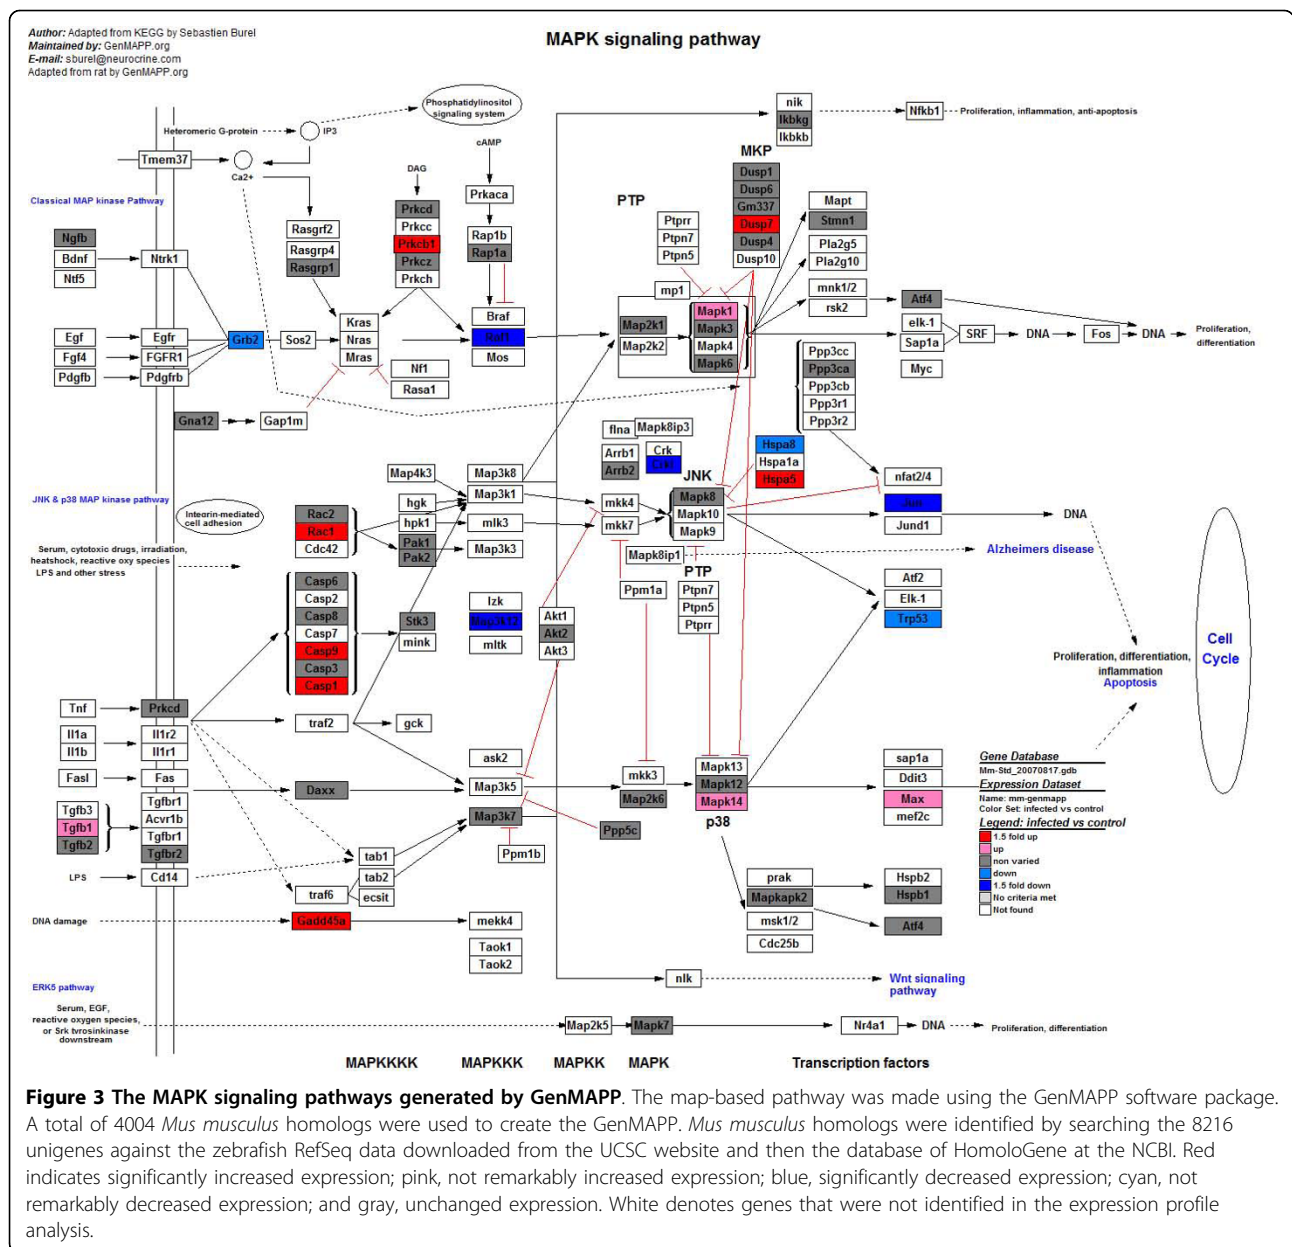 Author: Adapted from KEGG by Sebastien Burel
Maintained by: GenMAPP.org
E-mail: sburel@neurocrine.com
Adapted from rat by GenMAPP.org
MAPK signaling pathway
Phosphatidylinositol
signaling system
Heteromeric G-protein
IP3
Tmem37
Ca2+
cAMP
DAG
Prkaca
nik
Ikbkg
Ikbkb
Nfkb1
Proliferation, inflammation, anti-apoptosis
MKP
Dusp1
Dusp6
Gm337
Dusp7
Dusp4
Dusp10
PTP
Ptprr
Ptpn7
Ptpn5
Mapt
Stmn1
Pla2g5
Pla2g10
mnk1/2
rsk2
Atf4
Classical MAP kinase Pathway
Ngfb
Bdnf
Ntf5
Ntrk1
Rasgrf2
Rasgrp4
Rasgrp1
Prkcd
Prkcc
Prkcb1
Prkcz
Prkch
Rap1b
Rap1a
Braf
Raf1
Mos
mp1
Map2k1
Map2k2
Mapk1
Mapk3
Mapk4
Mapk6
elk-1
Sap1a
SRF
DNA
Fos
DNA
Proliferation,
differentiation
Myc
Egf
Fgf4
Pdgfb
Egfr
FGFR1
Pdgfrb
Grb2
Sos2
Kras
Nras
Mras
Nf1
Rasa1
Gna12
Gap1m
Ppp3cc
Ppp3ca
Ppp3cb
Ppp3r1
Ppp3r2
flna
Mapk8ip3
Arrb1
Arrb2
Crk
Crkl
Hspa8
Hspa1a
Hspa5
nfat2/4
Jun
Jund1
DNA
JNK & p38 MAP kinase pathway
Integrin-mediated
cell adhesion
Serum, cytotoxic drugs, irradiation,
heatshock, reactive oxy species
LPS and other stress
Map4k3
hgk
hpk1
Map3k8
Map3k1
mlk3
Map3k3
Rac2
Rac1
Cdc42
Pak1
Pak2
mkk4
mkk7
JNK
Mapk8
Mapk10
Mapk9
Mapk8ip1
Alzheimers disease
PTP
Ptpn7
Ptpn5
Ptprr
Ppm1a
Atf2
Elk-1
Trp53
Casp6
Casp2
Casp8
Casp7
Casp9
Casp3
Casp1
Stk3
mink
lzk
Map3k12
mltk
Akt1
Akt2
Akt3
Cell
Cycle
Proliferation, differentiation,
inflammation
Apoptosis
Tnf
Prkcd
Il1a
Il1b
Il1r2
Il1r1
Fasl
Fas
traf2
gck
ask2
Map3k5
Map3k7
Daxx
Tgfb3
Tgfb1
Tgfb2
Tgfbr1
Acvr1b
Tgfbr1
Tgfbr2
LPS
Cd14
mkk3
Map2k6
Mapk13
Mapk12
Mapk14
p38
Ppp5c
Ppm1b
sap1a
Ddit3
Max
mef2c
tab1
tab2
ecsit
traf6
prak
Mapkapk2
msk1/2
Cdc25b
Hspb2
Hspb1
Atf4
DNA damage
Gadd45a
mekk4
Taok1
Taok2
nlk
Wnt signaling
pathway
ERK5 pathway
Serum, EGF,
reactive oxygen species,
or Srk tyrosinkinase
downstream
Map2k5
Mapk7
Nr4a1
DNA
Proliferation, differentiation
Gene Database
Mm-Std_20070817.gdb
Expression Dataset
Name: mm-genmapp
Color Set: infected vs control
Legend: infected vs control
1.5 fold up
up
non varied
down
1.5 fold down
No criteria met
Not found
MAPKKKK
MAPKKK
MAPKK
MAPK
Transcription factors
Figure 3 The MAPK signaling pathways generated by GenMAPP. The map-based pathway was made using the GenMAPP software package.
A total of 4004 Mus musculus homologs were used to create the GenMAPP. Mus musculus homologs were identified by searching the 8216
unigenes against the zebrafish RefSeq data downloaded from the UCSC website and then the database of HomoloGene at the NCBI. Red
indicates significantly increased expression; pink, not remarkably increased expression; blue, significantly decreased expression; cyan, not
remarkably decreased expression; and gray, unchanged expression. White denotes genes that were not identified in the expression profile
analysis.